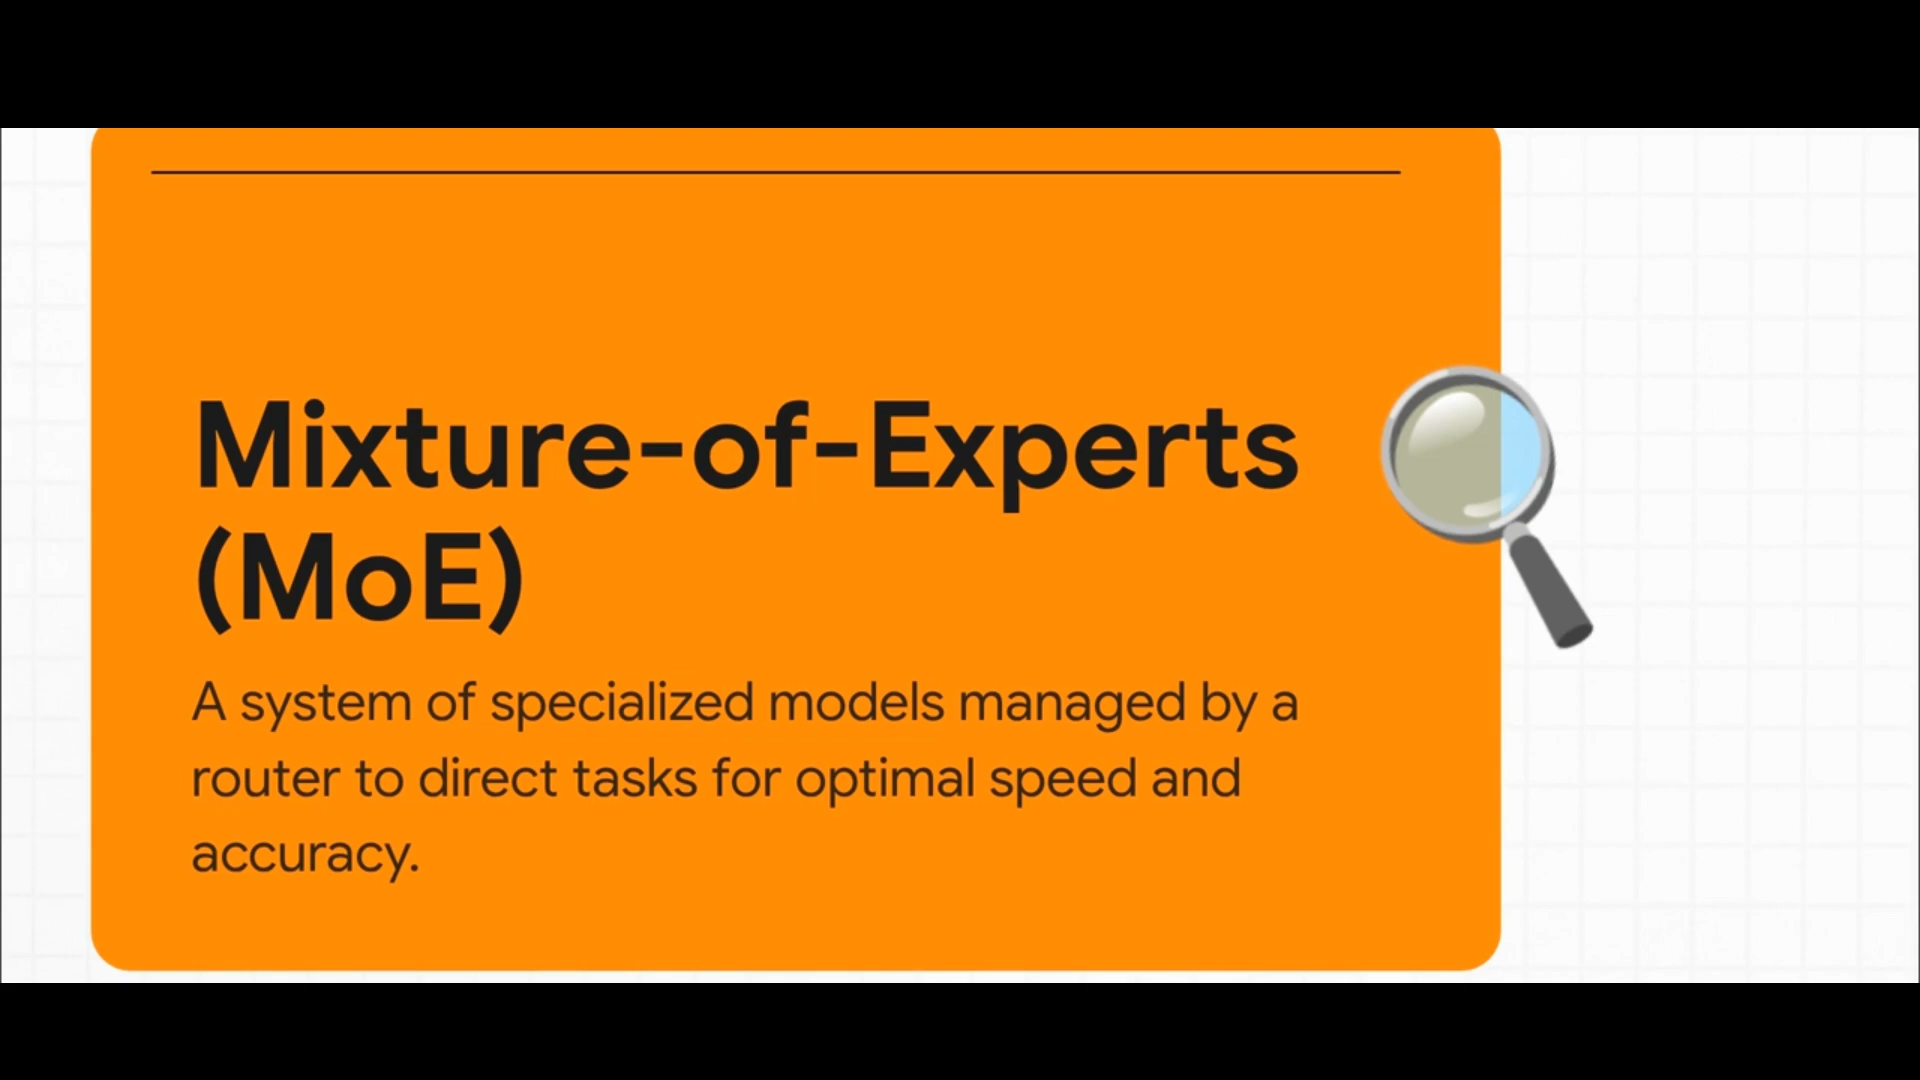 Mixture-of-Experts
(MoE)
A system of specialized models managed by a
router to direct tasks for optimal speed and
accuracy.